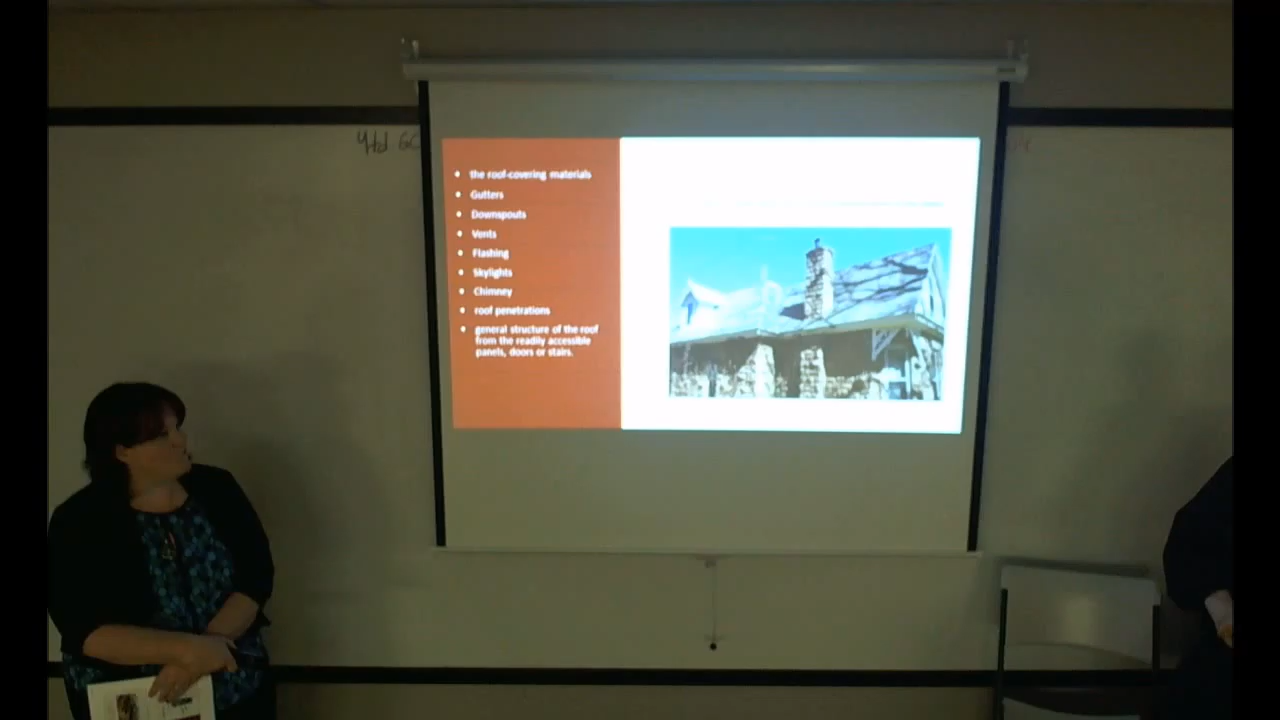 the roof-covering materials
Gutters
Downspouts
Vents
Flashing
Skylights
Chimney
roof penetrations
general structure of the roof
from the readily accessible
panels, doors or stairs.